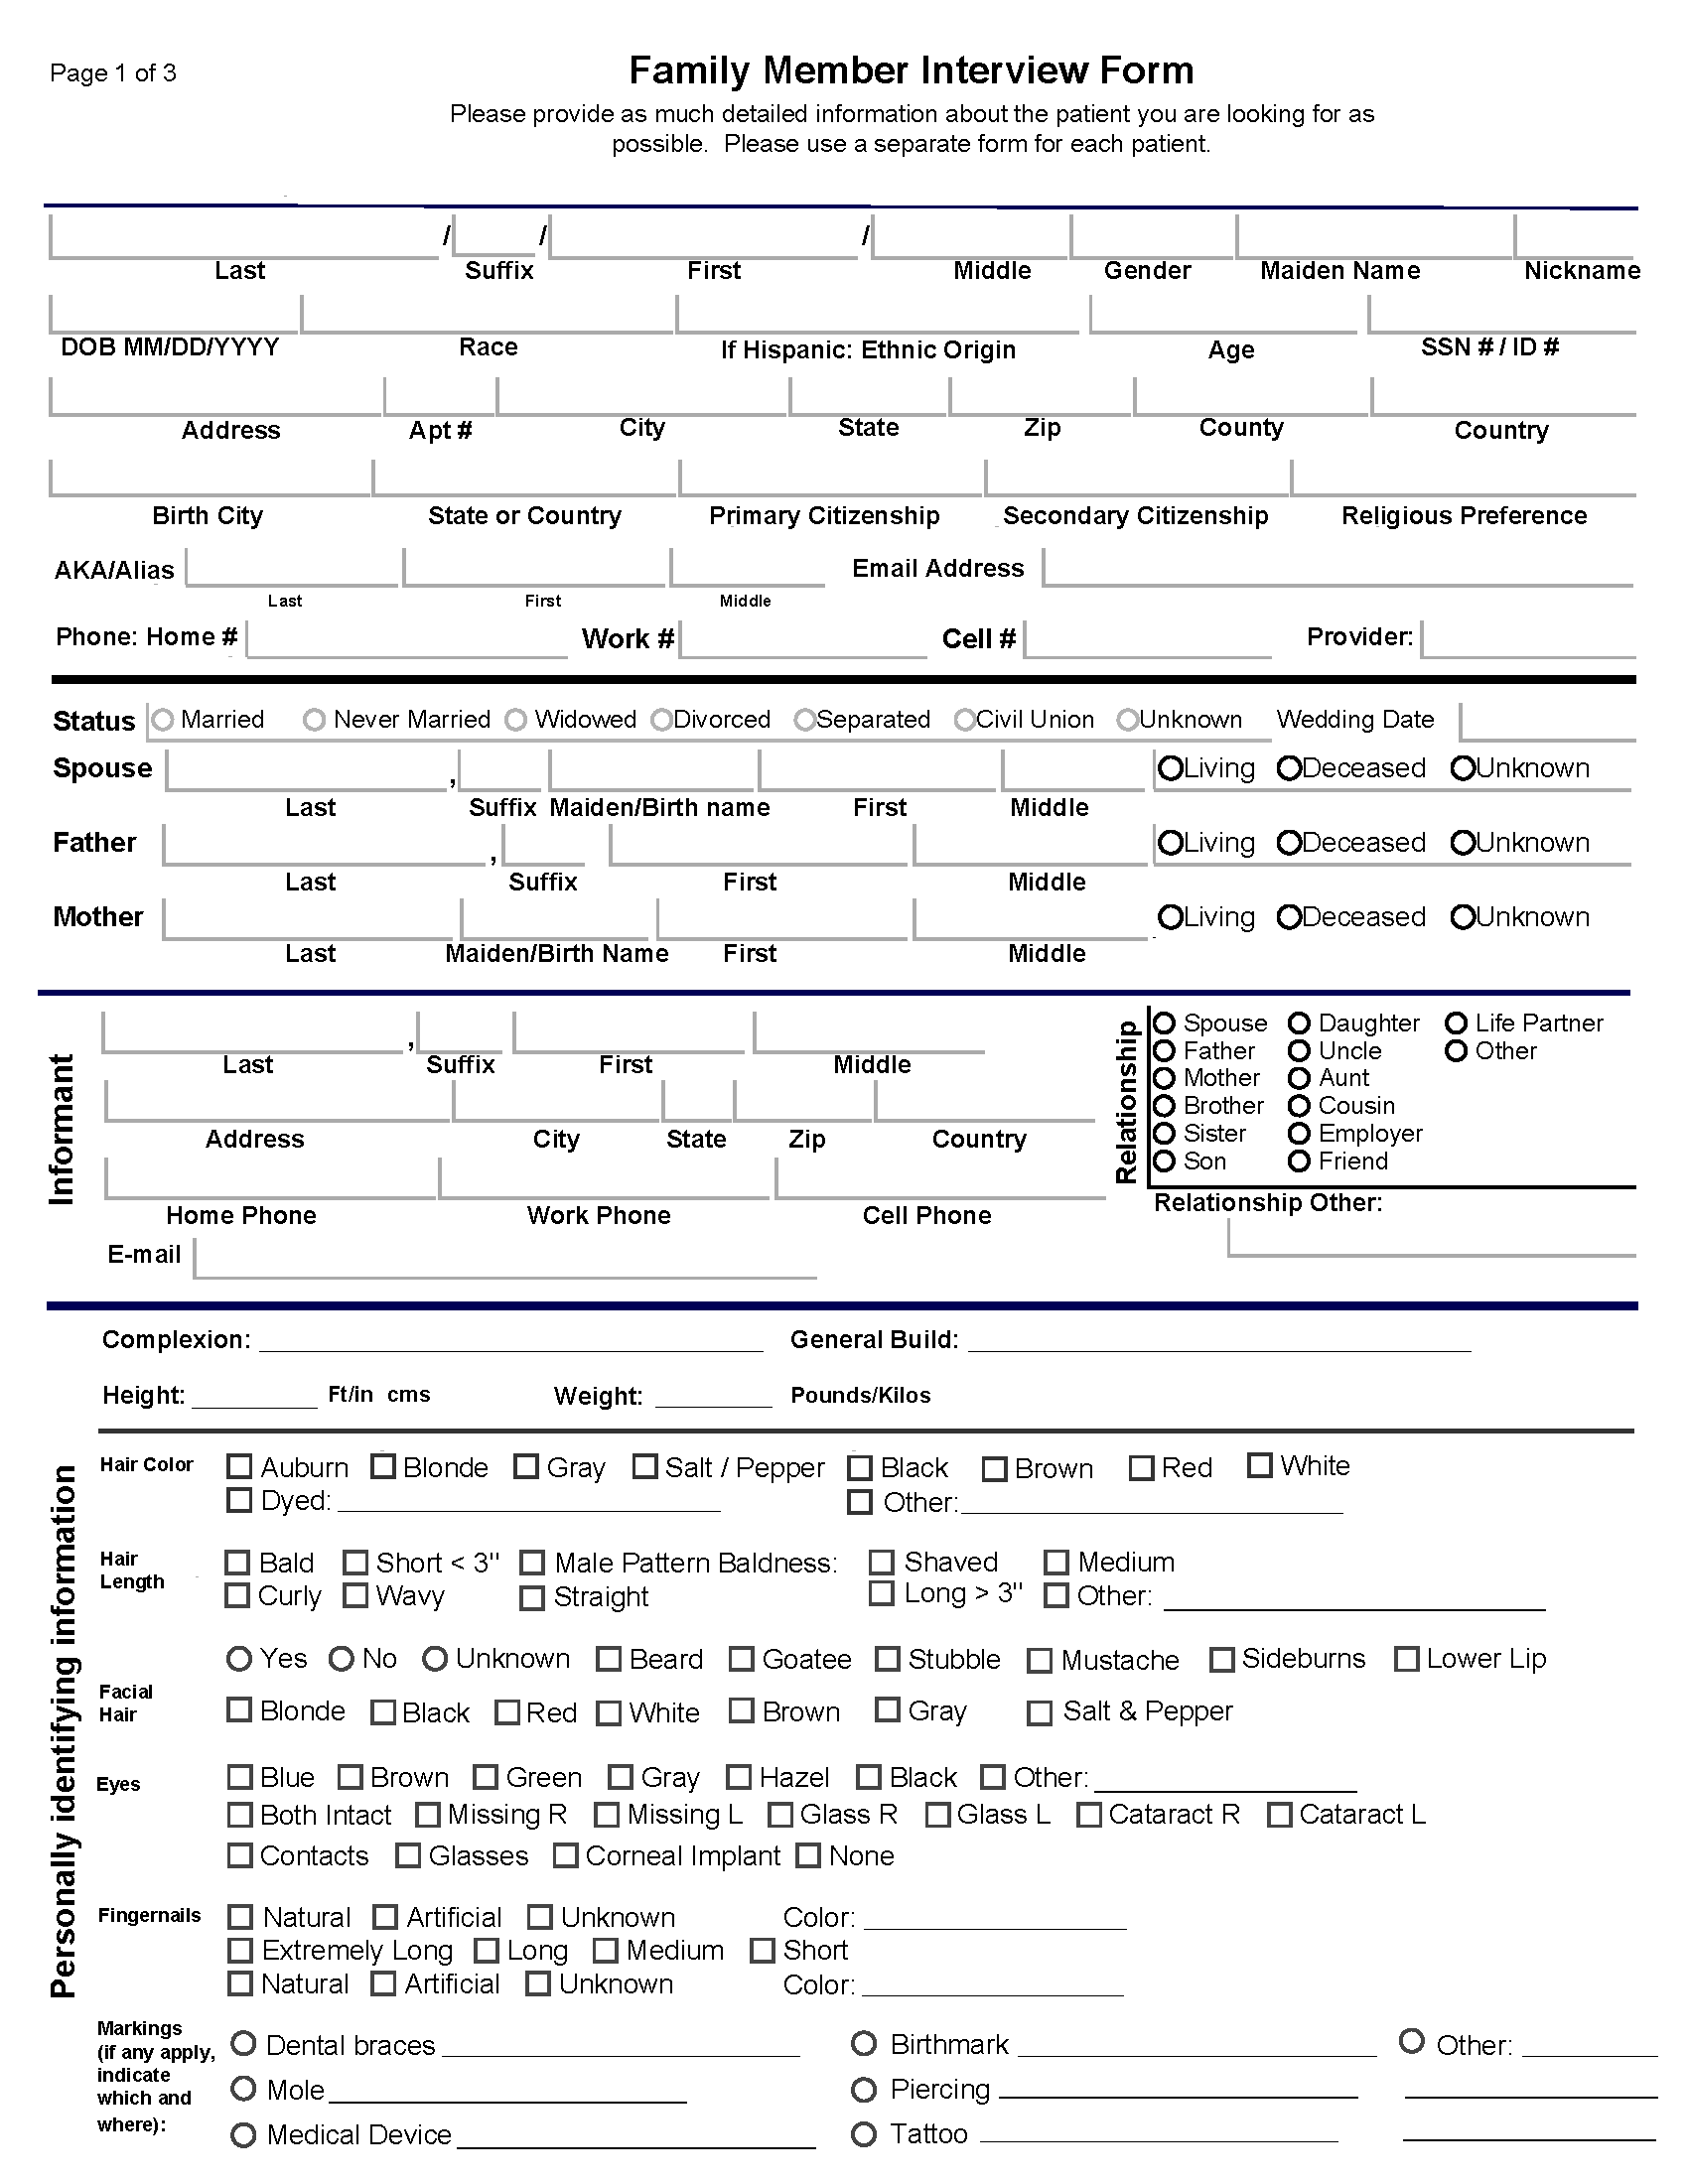 Page 1 of 3
Family Member Interview Form
Please provide as much detailed information about the patient you are looking for as
possible.  Please use a separate form for each patient.
/ / /
Last Suffix First Middle Gender Maiden Name Nickname
DOB MM/DD/YYYY Race If Hispanic: Ethnic Origin Age SSN # / ID #
Address Apt # City State Zip County Country
Birth City State or Country Primary Citizenship Secondary Citizenship Religious Preference
AKA/Alias Email Address
Last First Middle
Phone: Home # Work # Cell # Provider:
Status Married Never Married Widowed Divorced Separated Civil Union Unknown Wedding Date
Spouse , Living Deceased Unknown
Last Suffix Maiden/Birth name First Middle
Father , Living Deceased Unknown
Last Suffix First Middle
Mother Living Deceased Unknown
Last Maiden/Birth Name First Middle
Informant
,
Last Suffix First Middle
Address City State Zip Country
Home Phone Work Phone Cell Phone
E-mail
Relationship
Spouse Daughter Life Partner
Father Uncle Other
Mother Aunt
Brother Cousin
Sister Employer
Son Friend
Relationship Other:
Personally identifying information
Complexion: General Build:
Height: Ft/in cms Weight: Pounds/Kilos
Hair Color Auburn Blonde Gray Salt / Pepper Black Brown Red White
Dyed: Other:
Hair
Length
Bald Short < 3" Male Pattern Baldness: Shaved Medium
Curly Wavy Straight Long > 3" Other:
Yes No Unknown Beard Goatee Stubble Mustache Sideburns Lower Lip
Facial
Hair
Blonde Black Red White Brown Gray Salt & Pepper
Eyes Blue Brown Green Gray Hazel Black Other:
Both Intact Missing R Missing L Glass R Glass L Cataract R Cataract L
Contacts Glasses Corneal Implant None
Fingernails Natural Artificial Unknown Color:
Extremely Long Long Medium Short
Natural Artificial Unknown Color:
Markings
(if any apply,
indicate
which and
where):
Dental braces Birthmark Other:
Mole Piercing
Medical Device Tattoo